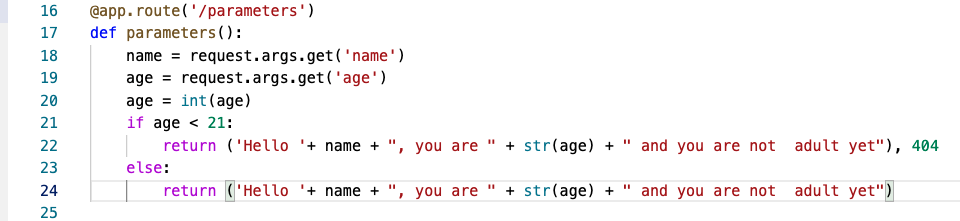 16 @app.route('/parameters')
17 def parameters():
18     name = request.args.get('name')
19     age = request.args.get('age')
20     age = int(age)
21     if age < 21:
22         return ('Hello '+ name + ", you are " + str(age) + " and you are not  adult yet"), 404
23     else:
24         return ('Hello '+ name + ", you are " + str(age) + " and you are not  adult yet")
25